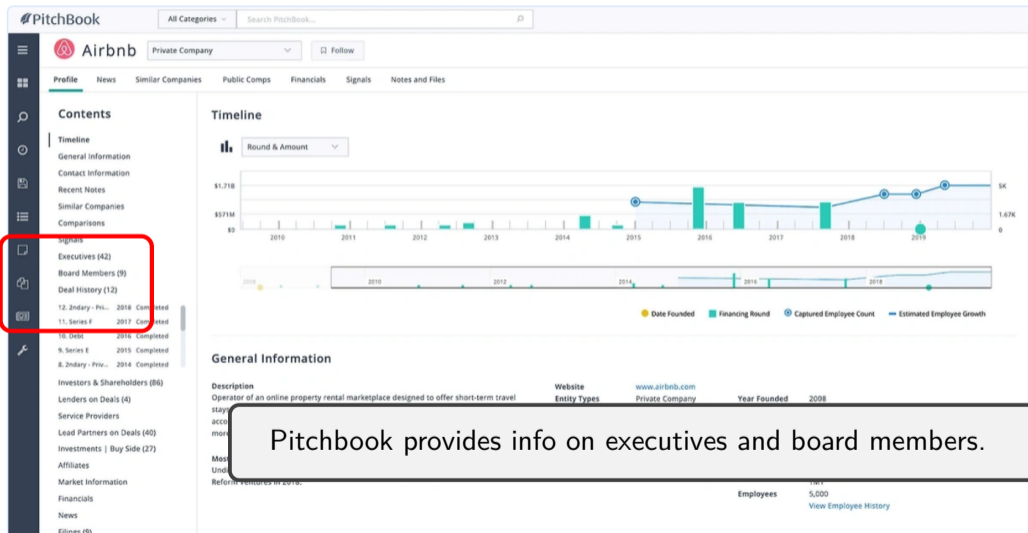 PitchBook
All Categories
Search PitchBook...
Airbnb
Private Company
Follow
Profile News Similar Companies Public Comps Financials Signals Notes and Files
Contents
Timeline
General Information
Contact Information
Recent Notes
Similar Companies
Comparisons
Signals
Executives (42)
Board Members (9)
Deal History (12)
12. 2ndary - Pri... 2018 Completed
11. Series F 2017 Completed
10. Debt 2016 Completed
9. Series E 2015 Completed
8. 2ndary - Priv... 2014 Completed
Investors & Shareholders (86)
Lenders on Deals (4)
Service Providers
Lead Partners on Deals (40)
Investments | Buy Side (27)
Affiliates
Market Information
Financials
News
Filings (9)
Timeline
Round & Amount
$1.71B
$571M
$0
5K
1.67K
0
2010 2011 2012 2013 2014 2015 2016 2017 2018 2019
2008 2010 2012 2014 2016 2018
Date Founded Financing Round Captured Employee Count Estimated Employee Growth
General Information
Description
Operator of an online property rental marketplace designed to offer short-term travel
Website www.airbnb.com
Entity Types Private Company
Year Founded 2008
Pitchbook provides info on executives and board members.
Reform Ventures in 2018.
Employees 5,000
View Employee History